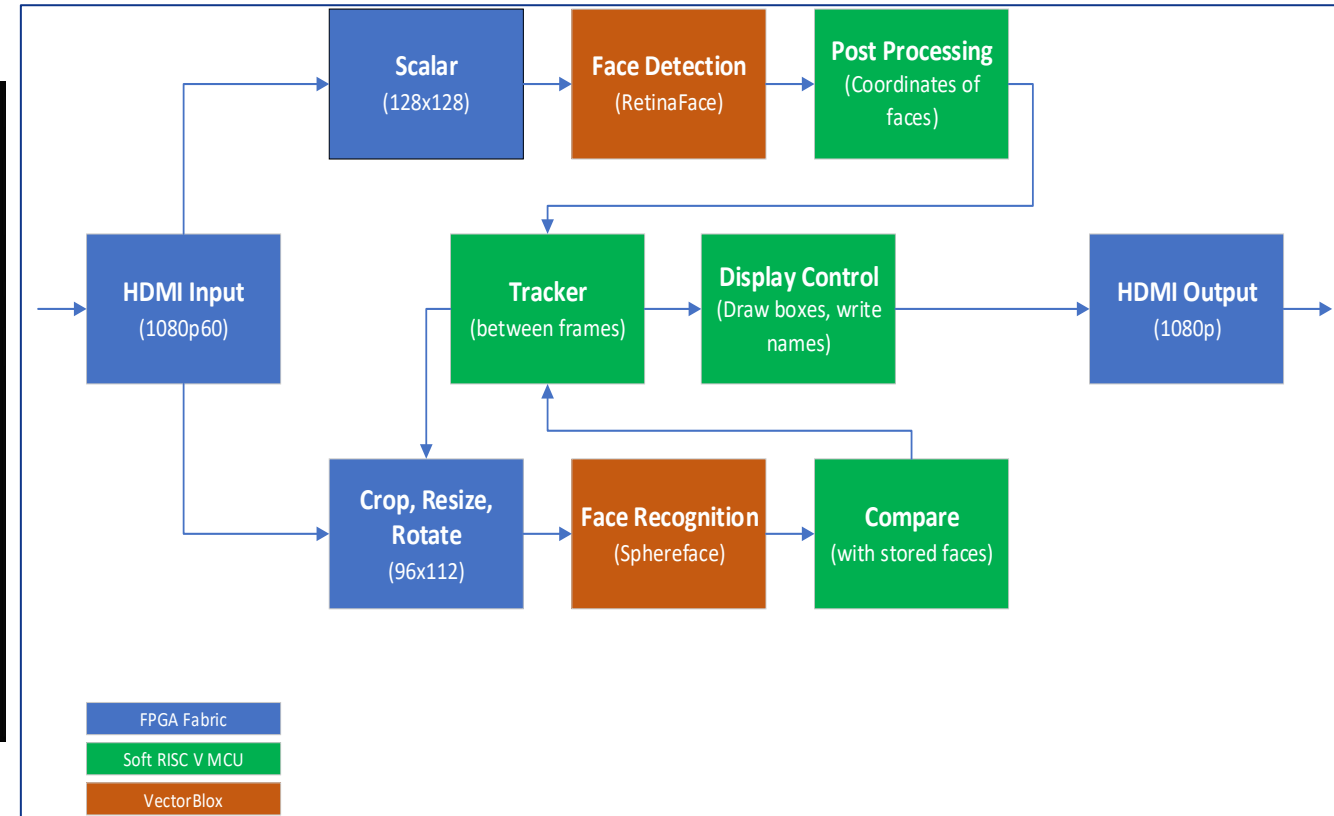 Scalar
(128x128)
Face Detection
(RetinaFace)
Post Processing
(Coordinates of
faces)
HDMI Input
(1080p60)
Tracker
(between frames)
Display Control
(Draw boxes, write
names)
HDMI Output
(1080p)
Crop, Resize,
Rotate
(96x112)
Face Recognition
(Sphereface)
Compare
(with stored faces)
FPGA Fabric
Soft RISC V MCU
VectorBlox